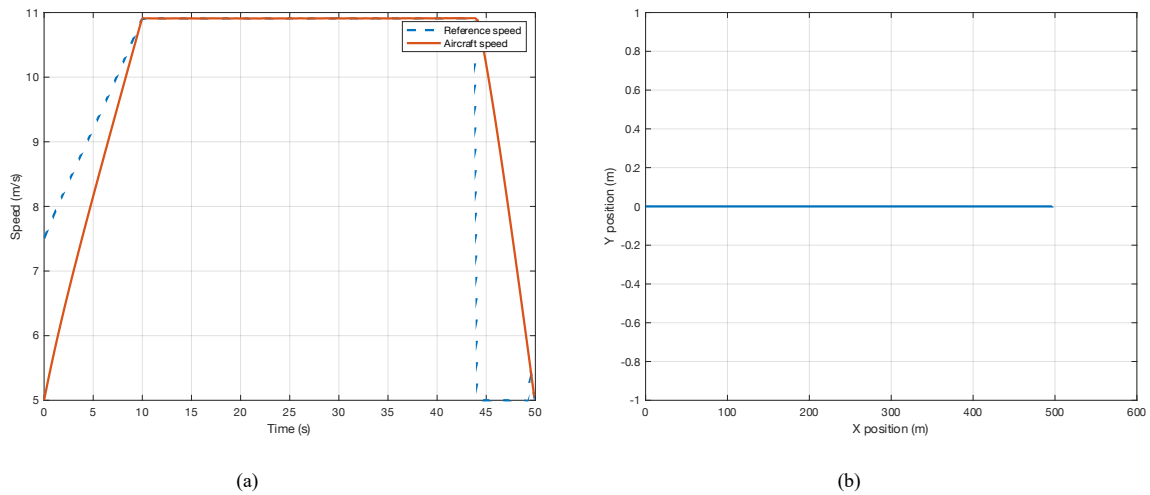 11
10
9
8
7
6
5
Speed (m/s)
0 5 10 15 20 25 30 35 40 45 50
Time (s)
Reference speed
Aircraft speed
(a)
1
0.8
0.6
0.4
0.2
0
-0.2
-0.4
-0.6
-0.8
-1
Y position (m)
0 100 200 300 400 500 600
X position (m)
(b)